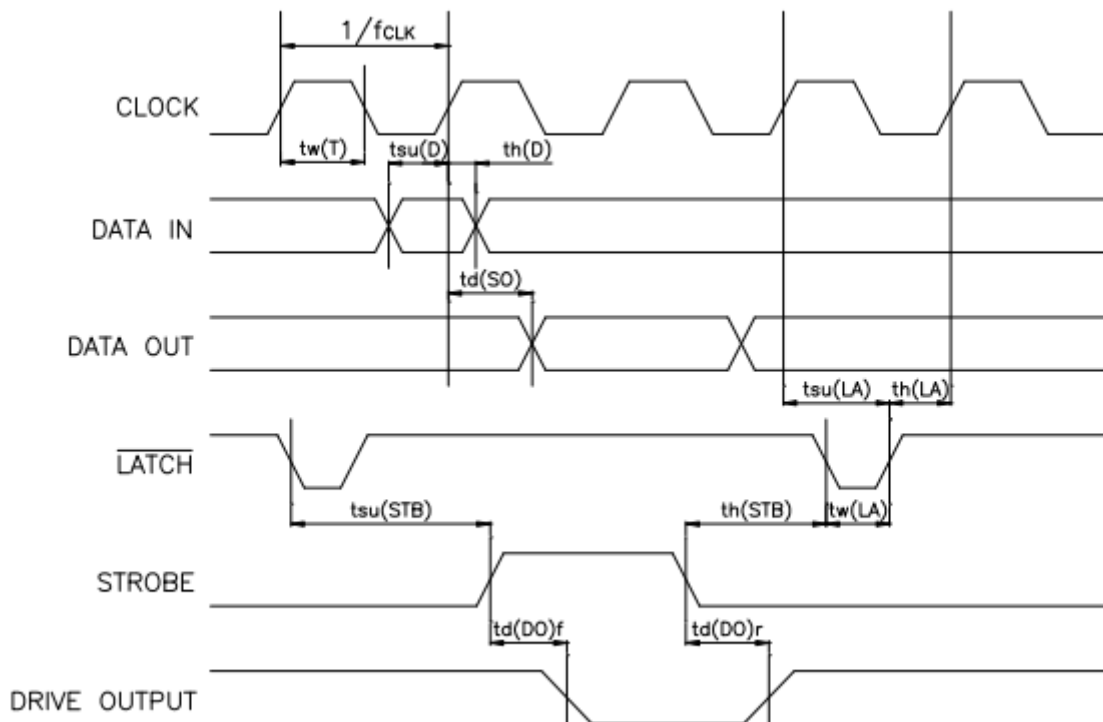 1/fCLK
CLOCK
tw(T)
tsu(D)
th(D)
DATA IN
td(SO)
DATA OUT
tsu(LA)
th(LA)
LATCH
tsu(STB)
th(STB)
tw(LA)
STROBE
td(DO)f
td(DO)r
DRIVE OUTPUT